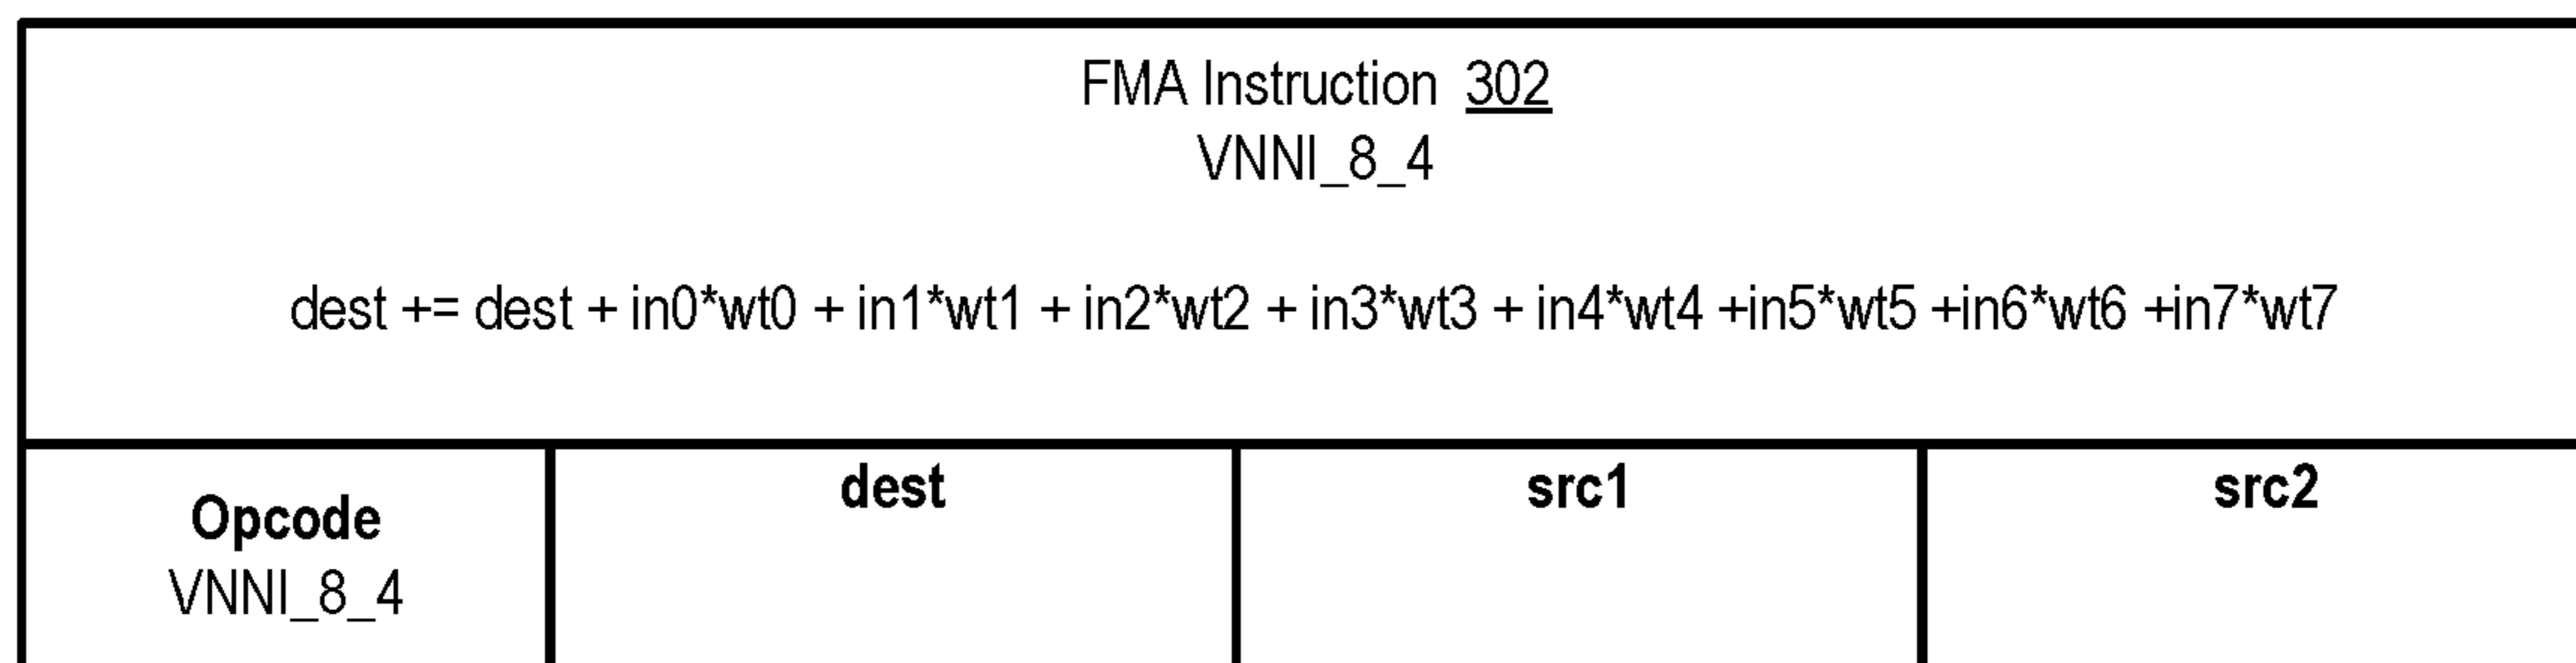 FMA Instruction 302
VNNI_8_4
dest += dest + in0*wt0 + in1*wt1 + in2*wt2 + in3*wt3 + in4*wt4 +in5*wt5 +in6*wt6 +in7*wt7
Opcode
VNNI_8_4
dest
src1
src2